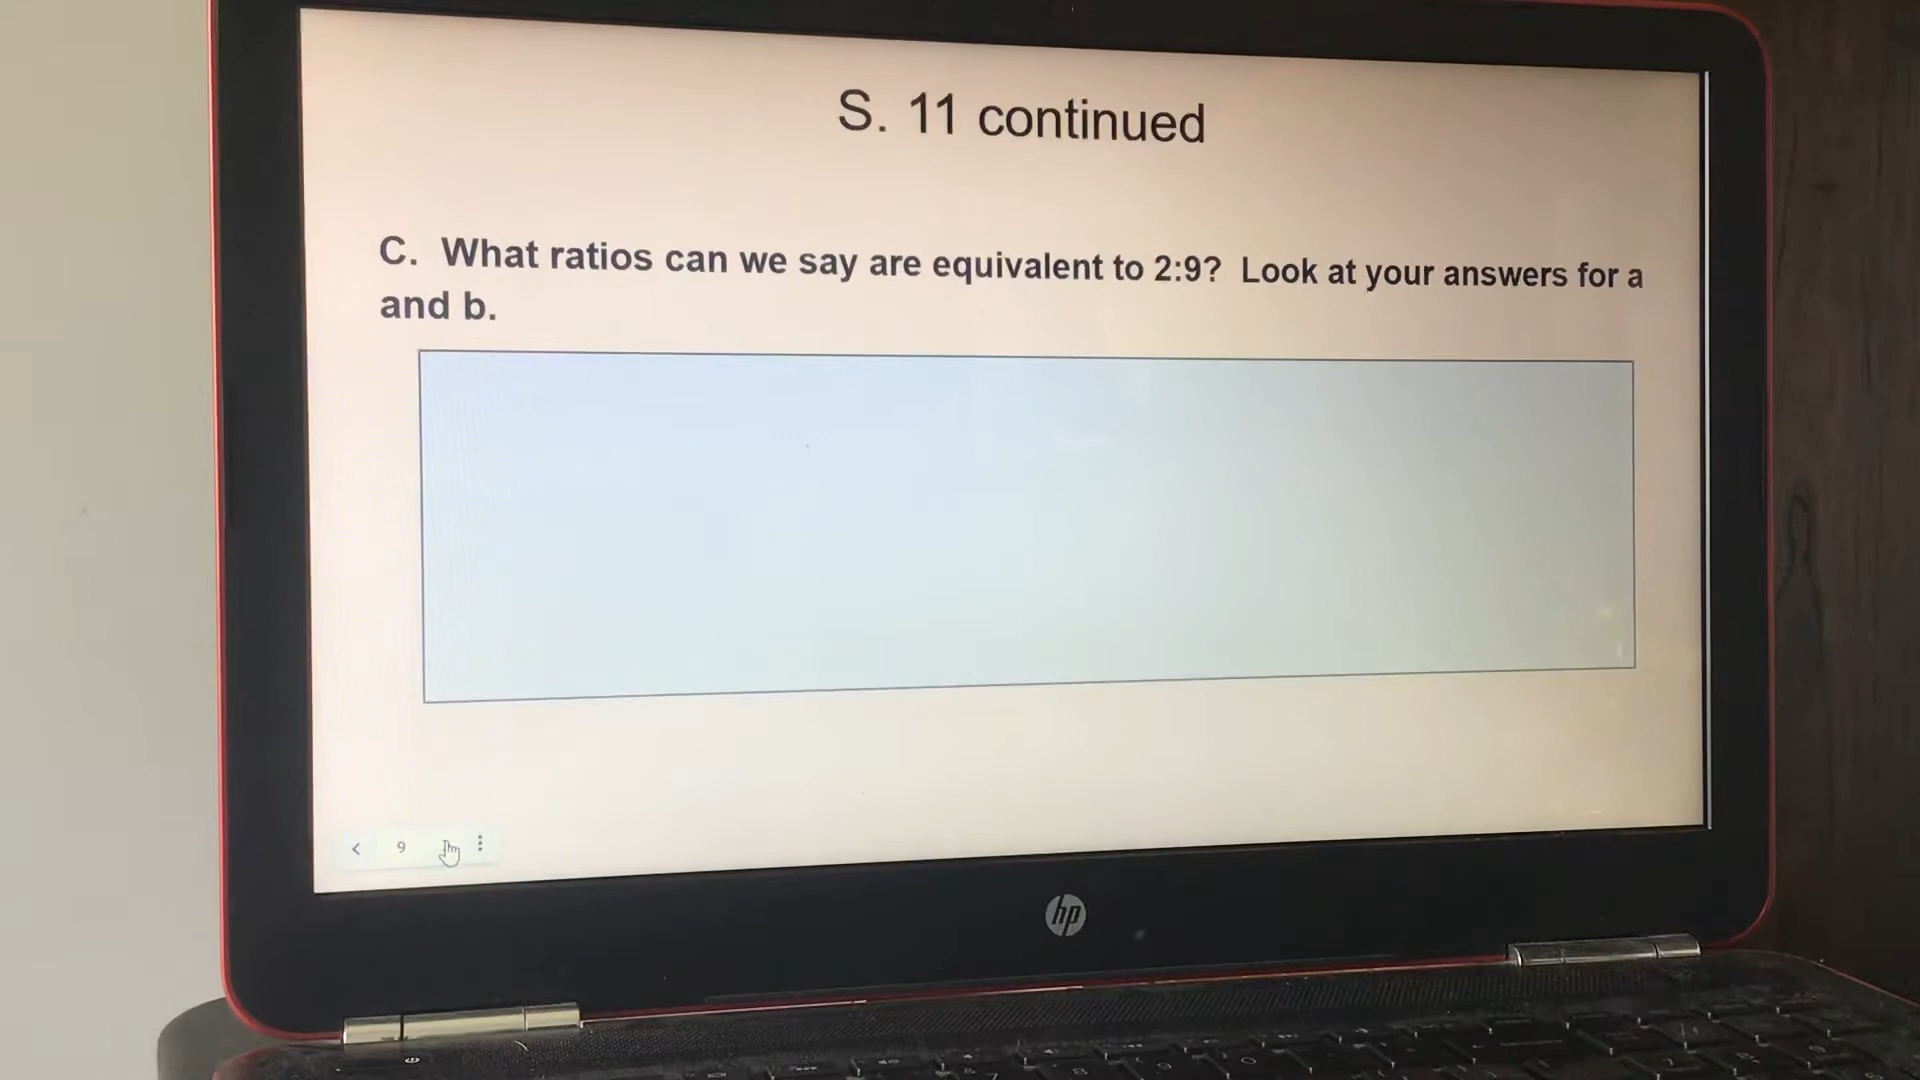 S. 11 continued
C. What ratios can we say are equivalent to 2:9? Look at your answers for a
and b.
9
hp